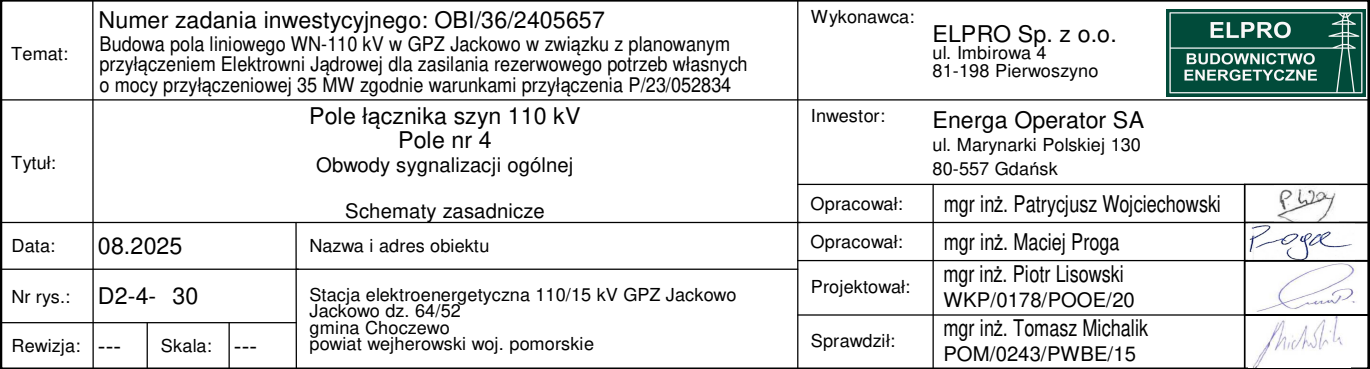 Temat:
Numer zadania inwestycyjnego: OBI/36/2405657
Budowa pola liniowego WN-110 kV w GPZ Jackowo w związku z planowanym
przyłączeniem Elektrowni Jądrowej dla zasilania rezerwowego potrzeb własnych
o mocy przyłączeniowej 35 MW zgodnie warunkami przyłączenia P/23/052834
Wykonawca:
ELPRO Sp. z o.o.
ul. Imbirowa 4
81-198 Pierwoszyno
ELPRO
BUDOWNICTWO
ENERGETYCZNE
Tytuł:
Pole łącznika szyn 110 kV
Pole nr 4
Obwody sygnalizacji ogólnej
Schematy zasadnicze
Inwestor:
Energa Operator SA
ul. Marynarki Polskiej 130
80-557 Gdańsk
Opracował: mgr inż. Patrycjusz Wojciechowski
Data: 08.2025
Nazwa i adres obiektu
Opracował: mgr inż. Maciej Proga
Proga
Nr rys.: D2-4- 30
Stacja elektroenergetyczna 110/15 kV GPZ Jackowo
Jackowo dz. 64/52
gmina Choczewo
powiat wejherowski woj. pomorskie
Projektował:
mgr inż. Piotr Lisowski
WKP/0178/POOE/20
Rewizja: --- Skala: ---
Sprawdził:
mgr inż. Tomasz Michalik
POM/0243/PWBE/15
Michalik